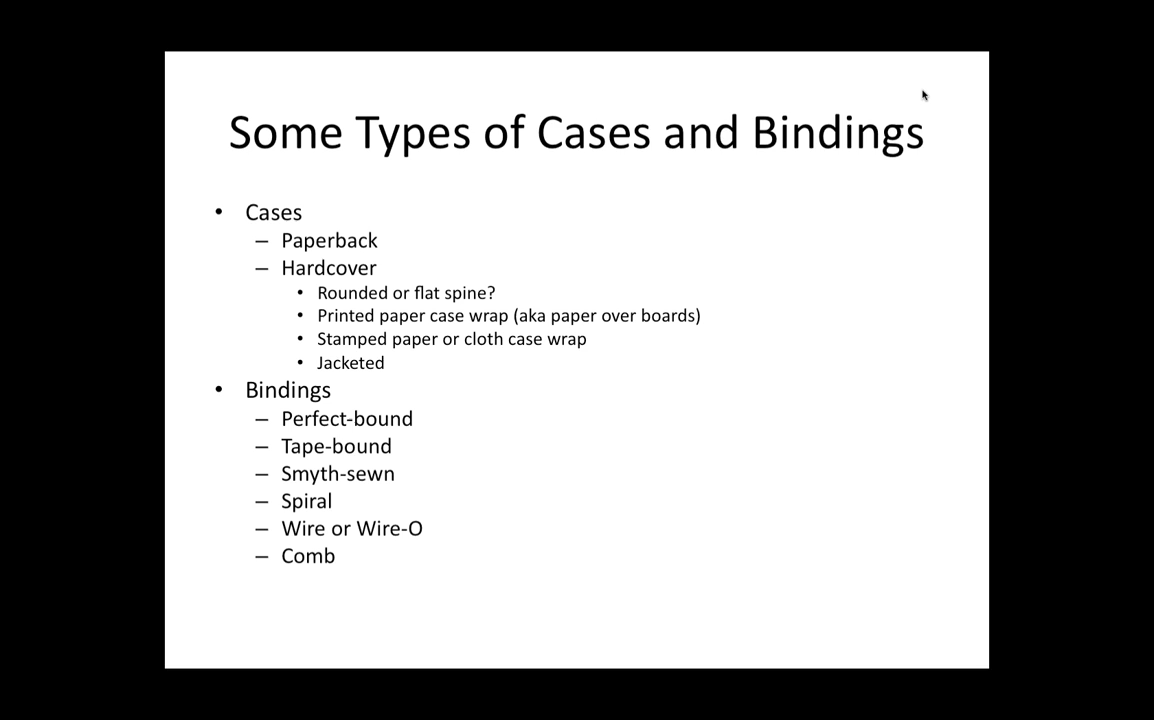 Some Types of Cases and Bindings
• Cases
– Paperback
– Hardcover
• Rounded or flat spine?
• Printed paper case wrap (aka paper over boards)
• Stamped paper or cloth case wrap
• Jacketed
• Bindings
– Perfect-bound
– Tape-bound
– Smyth-sewn
– Spiral
– Wire or Wire-O
– Comb